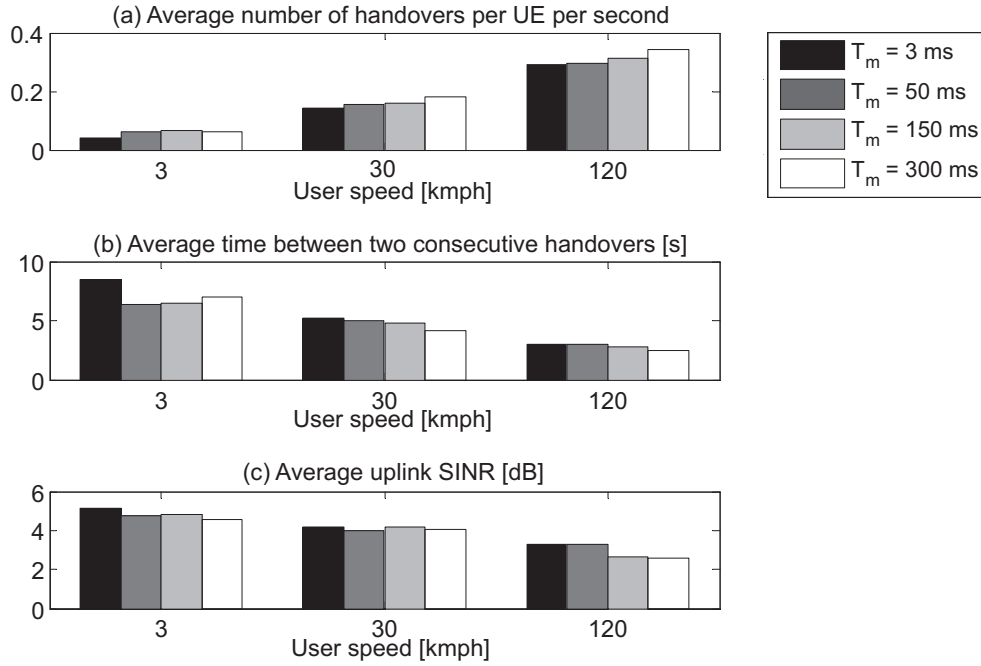 (a) Average number of handovers per UE per second
0.4
0.2
0
3 30 120
User speed [kmph]
T_m = 3 ms
T_m = 50 ms
T_m = 150 ms
T_m = 300 ms
(b) Average time between two consecutive handovers [s]
10
5
0
3 30 120
User speed [kmph]
(c) Average uplink SINR [dB]
6
4
2
0
3 30 120
User speed [kmph]